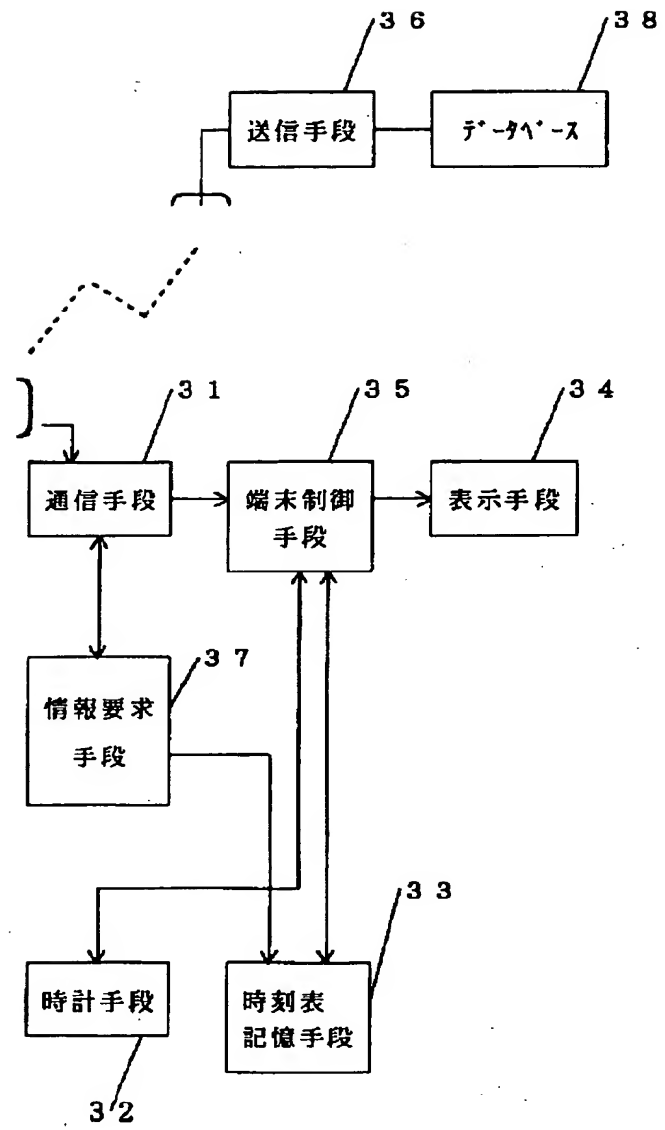 ３６
３８
送信手段
ﾃﾞｰﾀﾍﾞｰｽ
３１
３５
３４
通信手段
端末制御
手段
表示手段
３７
情報要求
手段
３３
時計手段
時刻表
記憶手段
３２